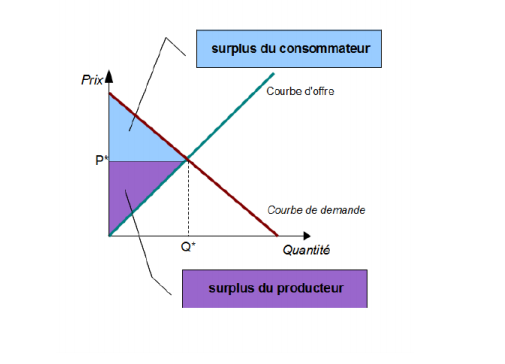 surplus du consommateur
Prix
Courbe d'offre
P*
Courbe de demande
Q*
Quantité
surplus du producteur